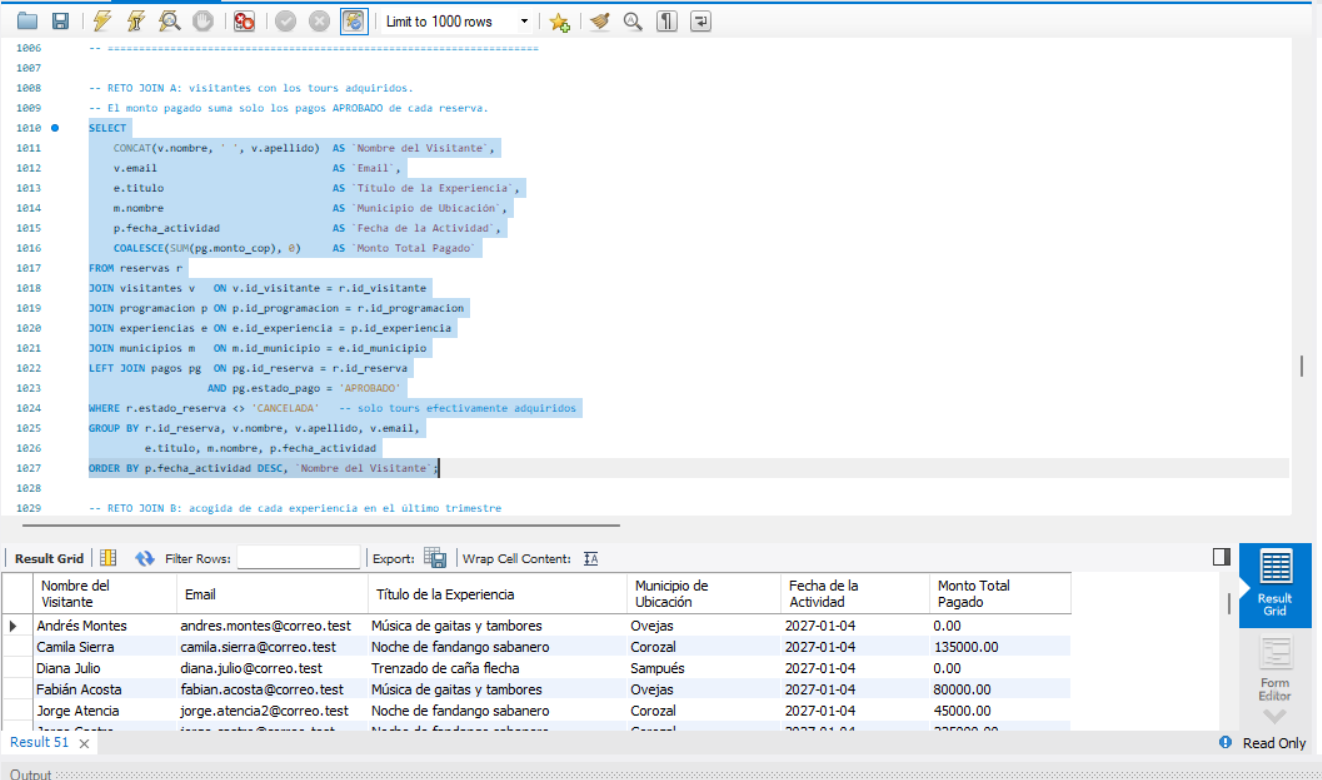 Limit to 1000 rows
1006 -- =====================================================================
1007
1008 -- RETO JOIN A: visitantes con los tours adquiridos.
1009 -- El monto pagado suma solo los pagos APROBADO de cada reserva.
1010 SELECT
1011 CONCAT(v.nombre, ' ', v.apellido) AS `Nombre del Visitante`,
1012 v.email AS `Email`,
1013 e.titulo AS `Título de la Experiencia`,
1014 m.nombre AS `Municipio de Ubicación`,
1015 p.fecha_actividad AS `Fecha de la Actividad`,
1016 COALESCE(SUM(pg.monto_cop), 0) AS `Monto Total Pagado`
1017 FROM reservas r
1018 JOIN visitantes v ON v.id_visitante = r.id_visitante
1019 JOIN programacion p ON p.id_programacion = r.id_programacion
1020 JOIN experiencias e ON e.id_experiencia = p.id_experiencia
1021 JOIN municipios m ON m.id_municipio = e.id_municipio
1022 LEFT JOIN pagos pg ON pg.id_reserva = r.id_reserva
1023 AND pg.estado_pago = 'APROBADO'
1024 WHERE r.estado_reserva <> 'CANCELADA' -- solo tours efectivamente adquiridos
1025 GROUP BY r.id_reserva, v.nombre, v.apellido, v.email,
1026 e.titulo, m.nombre, p.fecha_actividad
1027 ORDER BY p.fecha_actividad DESC, `Nombre del Visitante`;
1028
1029 -- RETO JOIN B: acogida de cada experiencia en el último trimestre
Result Grid Filter Rows: Export: Wrap Cell Content:
Nombre del Visitante Email Título de la Experiencia Municipio de Ubicación Fecha de la Actividad Monto Total Pagado
Andrés Montes andres.montes@correo.test Música de gaitas y tambores Ovejas 2027-01-04 0.00
Camila Sierra camila.sierra@correo.test Noche de fandango sabanero Corozal 2027-01-04 135000.00
Diana Julio diana.julio@correo.test Trenzado de caña flecha Sampués 2027-01-04 0.00
Fabián Acosta fabian.acosta@correo.test Música de gaitas y tambores Ovejas 2027-01-04 80000.00
Jorge Atencia jorge.atencia2@correo.test Noche de fandango sabanero Corozal 2027-01-04 45000.00
Result Grid
Form Editor
Result 51
Read Only
Output